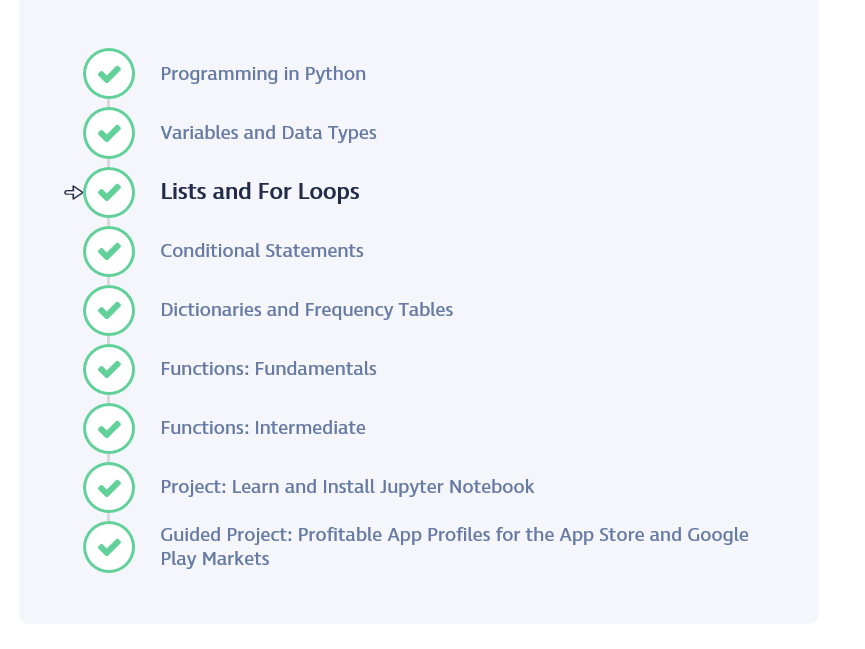 Programming in Python
Variables and Data Types
Lists and For Loops
Conditional Statements
Dictionaries and Frequency Tables
Functions: Fundamentals
Functions: Intermediate
Project: Learn and Install Jupyter Notebook
Guided Project: Profitable App Profiles for the App Store and Google
Play Markets